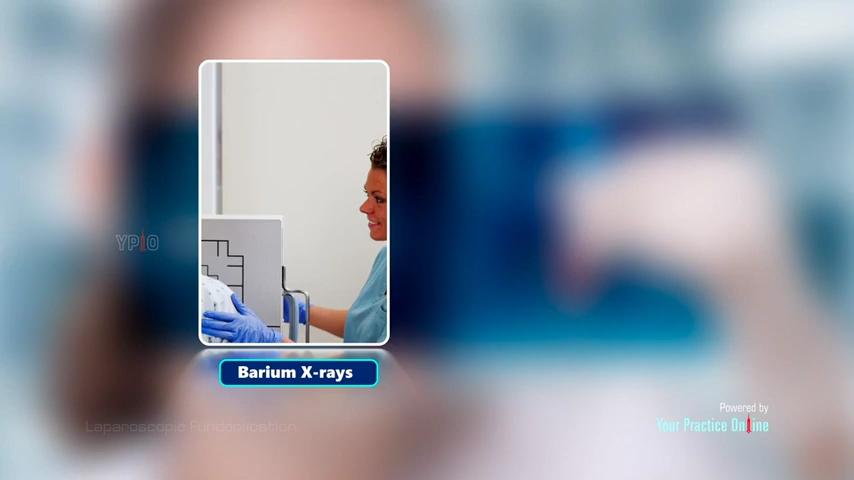 YPO
Barium X-rays
Powered by
Your Practice Online
Laparoscopic Fundoplication